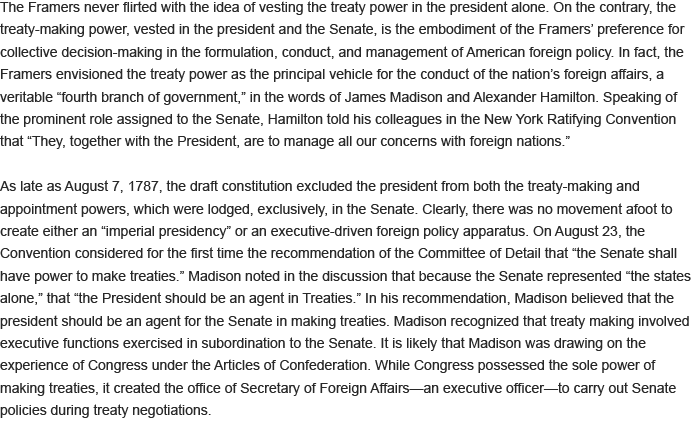 The Framers never flirted with the idea of vesting the treaty power in the president alone. On the contrary, the
treaty-making power, vested in the president and the Senate, is the embodiment of the Framers’ preference for
collective decision-making in the formulation, conduct, and management of American foreign policy. In fact, the
Framers envisioned the treaty power as the principal vehicle for the conduct of the nation’s foreign affairs, a
veritable “fourth branch of government,” in the words of James Madison and Alexander Hamilton. Speaking of
the prominent role assigned to the Senate, Hamilton told his colleagues in the New York Ratifying Convention
that “They, together with the President, are to manage all our concerns with foreign nations.”
As late as August 7, 1787, the draft constitution excluded the president from both the treaty-making and
appointment powers, which were lodged, exclusively, in the Senate. Clearly, there was no movement afoot to
create either an “imperial presidency” or an executive-driven foreign policy apparatus. On August 23, the
Convention considered for the first time the recommendation of the Committee of Detail that “the Senate shall
have power to make treaties.” Madison noted in the discussion that because the Senate represented “the states
alone,” that “the President should be an agent in Treaties.” In his recommendation, Madison believed that the
president should be an agent for the Senate in making treaties. Madison recognized that treaty making involved
executive functions exercised in subordination to the Senate. It is likely that Madison was drawing on the
experience of Congress under the Articles of Confederation. While Congress possessed the sole power of
making treaties, it created the office of Secretary of Foreign Affairs—an executive officer—to carry out Senate
policies during treaty negotiations.